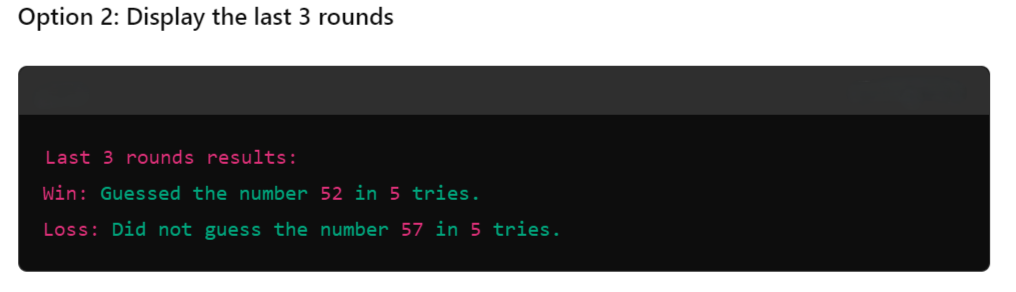 Option 2: Display the last 3 rounds
Last 3 rounds results:
Win: Guessed the number 52 in 5 tries.
Loss: Did not guess the number 57 in 5 tries.